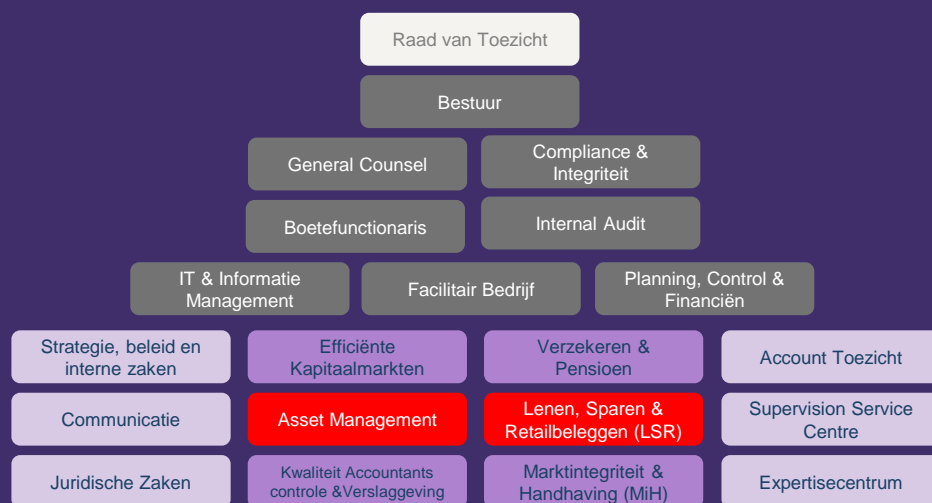 Raad van Toezicht
Bestuur
General Counsel
Compliance &
Integriteit
Boetefunctionaris
Internal Audit
IT & Informatie
Management
Facilitair Bedrijf
Planning, Control &
Financiën
Strategie, beleid en
interne zaken
Efficiënte
Kapitaalmarkten
Verzekeren &
Pensioen
Account Toezicht
Communicatie
Asset Management
Lenen, Sparen &
Retailbeleggen (LSR)
Supervision Service
Centre
Juridische Zaken
Kwaliteit Accountants
controle &Verslaggeving
Marktintegriteit &
Handhaving (MiH)
Expertisecentrum